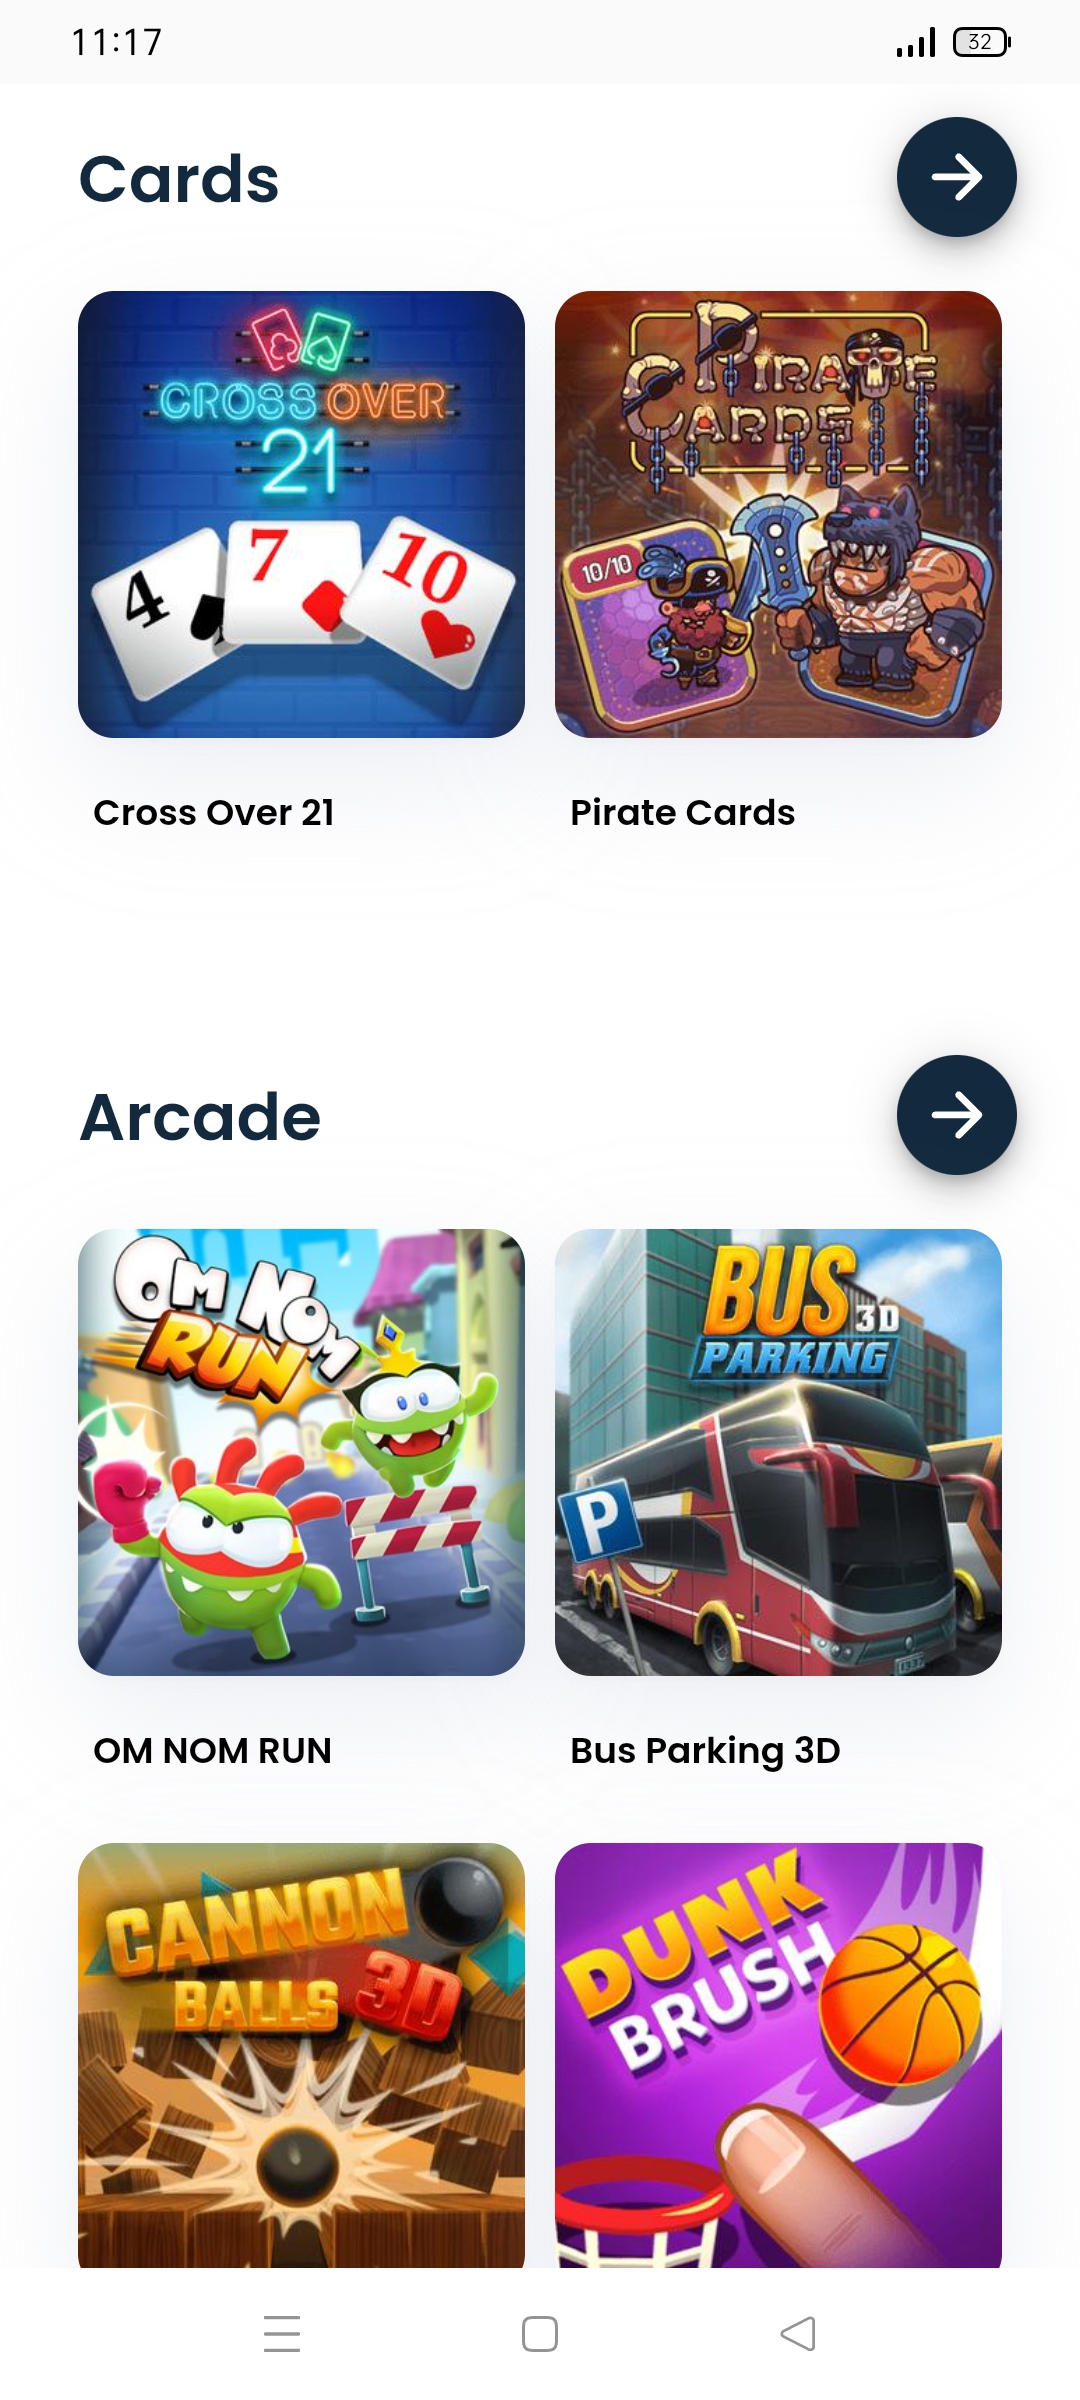 11:17
32
Cards
CROSS OVER
21
4
7
10
PIRATE
CARDS
10/10
Cross Over 21
Pirate Cards
Arcade
OM NOM
RUN
BUS 3D
PARKING
P
OM NOM RUN
Bus Parking 3D
CANNON
BALLS 3D
DUNK
BRUSH